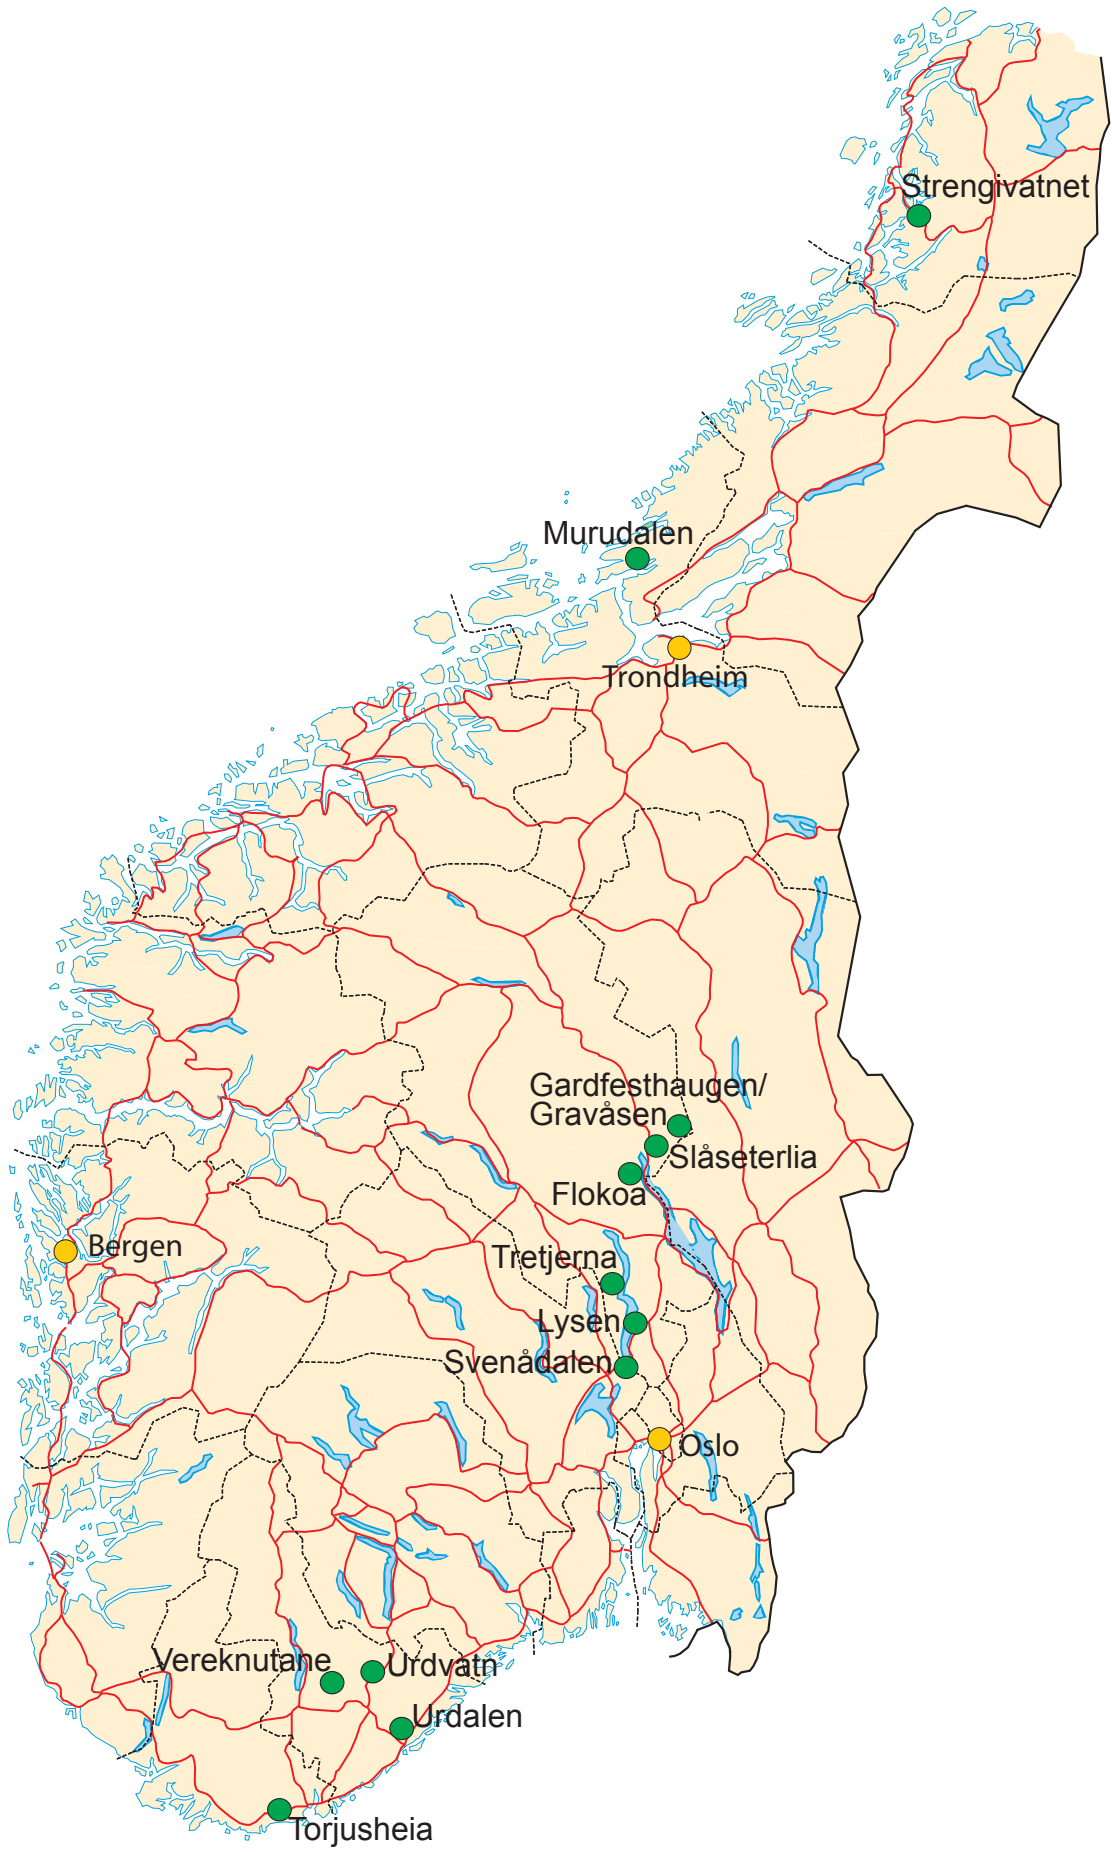 Strengivatnet
Murudalen
Trondheim
Gardfesthaugen/
Gravåsen
Slåseterlia
Flokoa
Bergen
Tretjerna
Lysen
Svenådalen
Oslo
Vereknutane
Urdvatn
Urdalen
Torjusheia